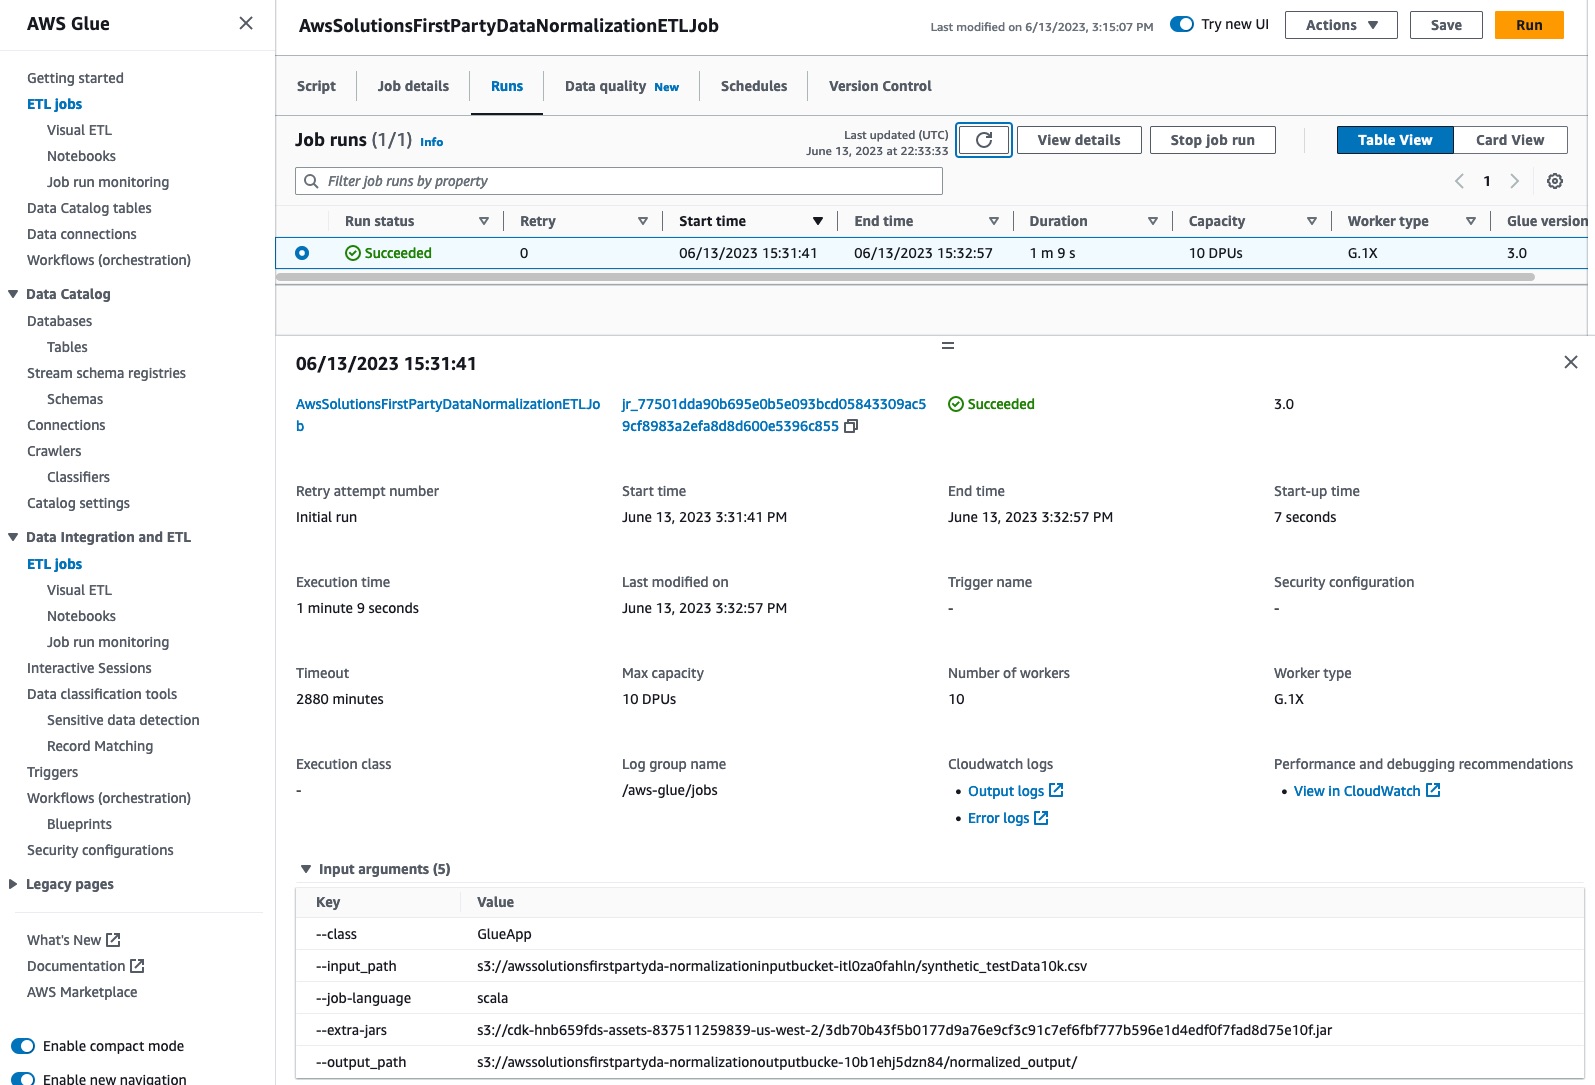 AWS Glue
Getting started
ETL jobs
Visual ETL
Notebooks
Job run monitoring
Data Catalog tables
Data connections
Workflows (orchestration)
Data Catalog
Databases
Tables
Stream schema registries
Schemas
Connections
Crawlers
Classifiers
Catalog settings
Data Integration and ETL
ETL jobs
Visual ETL
Notebooks
Job run monitoring
Interactive Sessions
Data classification tools
Sensitive data detection
Record Matching
Triggers
Workflows (orchestration)
Blueprints
Security configurations
Legacy pages
What's New
Documentation
AWS Marketplace
Enable compact mode
Enable new navigation
AwsSolutionsFirstPartyDataNormalizationETLJob
Last modified on 6/13/2023, 3:15:07 PM Try new UI Actions Save Run
Script Job details Runs Data quality New Schedules Version Control
Job runs (1/1) Info
Last updated (UTC)
June 13, 2023 at 22:33:33
View details Stop job run Table View Card View
Filter job runs by property
1
Run status Retry Start time End time Duration Capacity Worker type Glue version
Succeeded 0 06/13/2023 15:31:41 06/13/2023 15:32:57 1 m 9 s 10 DPUs G.1X 3.0
06/13/2023 15:31:41
AwsSolutionsFirstPartyDataNormalizationETLJo
b
jr_77501dda90b695e0b5e093bcd05843309ac5
9cf8983a2efa8d8d600e5396c855
Succeeded
3.0
Retry attempt number Start time End time Start-up time
Initial run June 13, 2023 3:31:41 PM June 13, 2023 3:32:57 PM 7 seconds
Execution time Last modified on Trigger name Security configuration
1 minute 9 seconds June 13, 2023 3:32:57 PM - -
Timeout Max capacity Number of workers Worker type
2880 minutes 10 DPUs 10 G.1X
Execution class Log group name Cloudwatch logs Performance and debugging recommendations
- /aws-glue/jobs • Output logs • View in CloudWatch
• Error logs
Input arguments (5)
Key Value
--class GlueApp
--input_path s3://awssolutionsfirstpartyda-normalizationinputbucket-itl0za0fahln/synthetic_testData10k.csv
--job-language scala
--extra-jars s3://cdk-hnb659fds-assets-837511259839-us-west-2/3db70b43f5b0177d9a76e9cf3c91c7ef6fbf777b596e1d4edf0f7fad8d75e10f.jar
--output_path s3://awssolutionsfirstpartyda-normalizationoutputbucke-10b1ehj5dzn84/normalized_output/